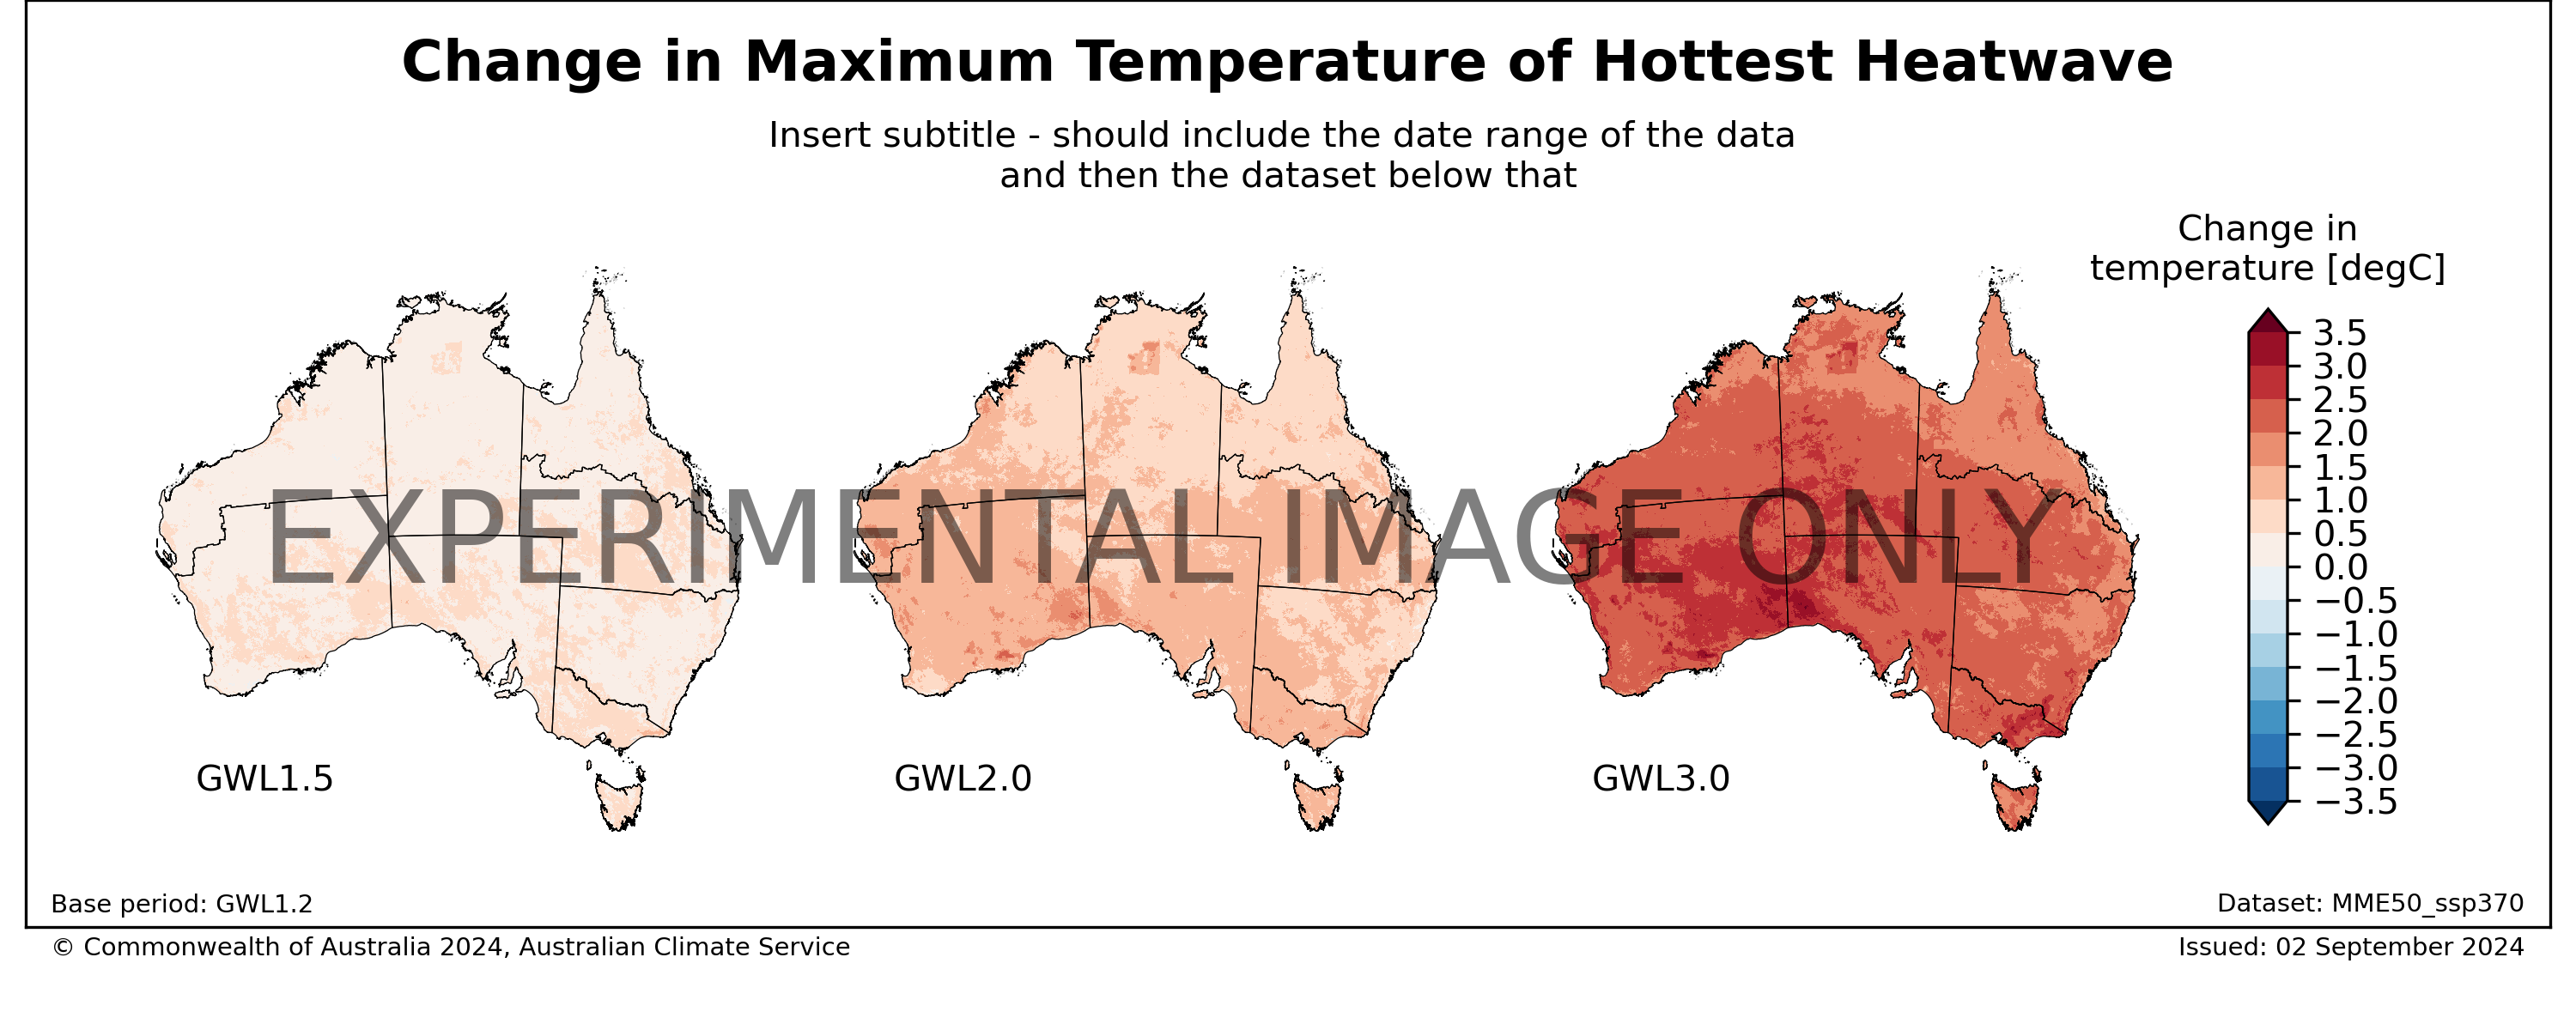 Change in Maximum Temperature of Hottest Heatwave
Insert subtitle - should include the date range of the data
and then the dataset below that
Change in
temperature [degC]
3.5
3.0
2.5
2.0
1.5
1.0
0.5
0.0
−0.5
−1.0
−1.5
−2.0
−2.5
−3.0
−3.5
EXPERIMENTAL IMAGE ONLY
GWL1.5
GWL2.0
GWL3.0
Base period: GWL1.2
Dataset: MME50_ssp370
© Commonwealth of Australia 2024, Australian Climate Service
Issued: 02 September 2024